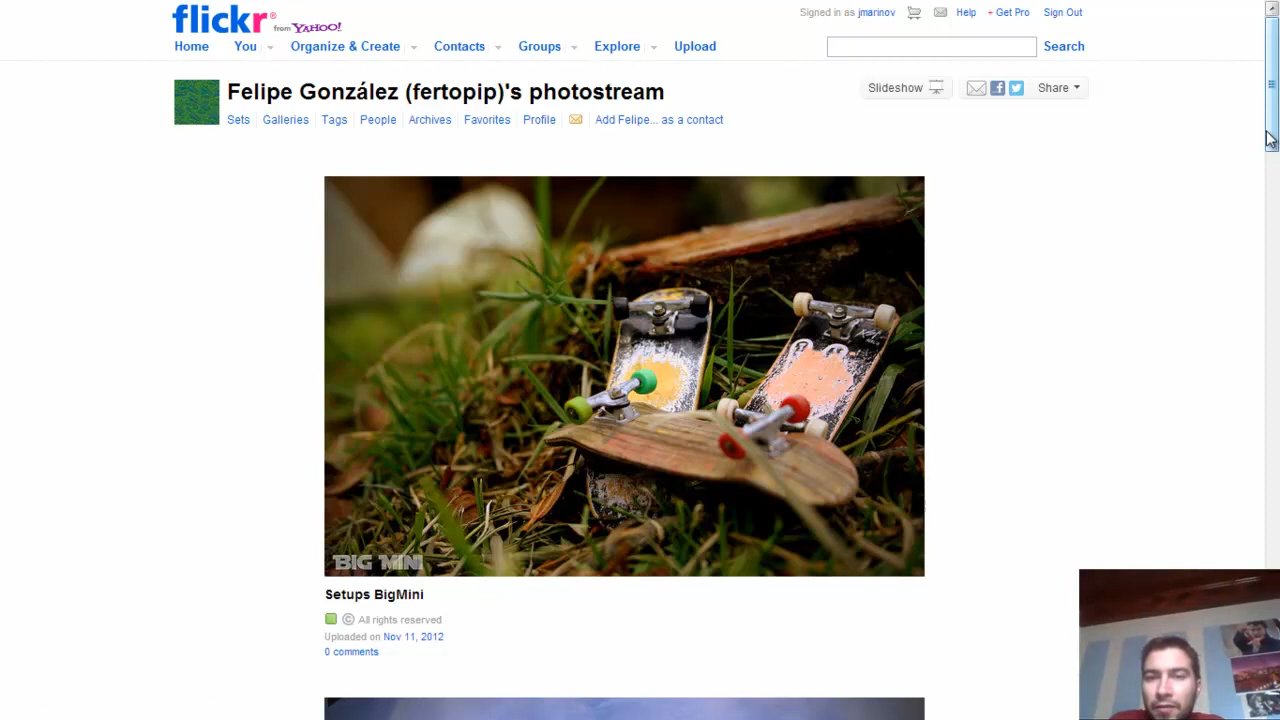 flickr® from YAHOO!
Signed in as jmarinov Help + Get Pro Sign Out
Home You Organize & Create Contacts Groups Explore Upload Search
Felipe González (fertopip)'s photostream
Slideshow Share
Sets Galleries Tags People Archives Favorites Profile Add Felipe... as a contact
BIG MINI
Setups BigMini
© All rights reserved
Uploaded on Nov 11, 2012
0 comments